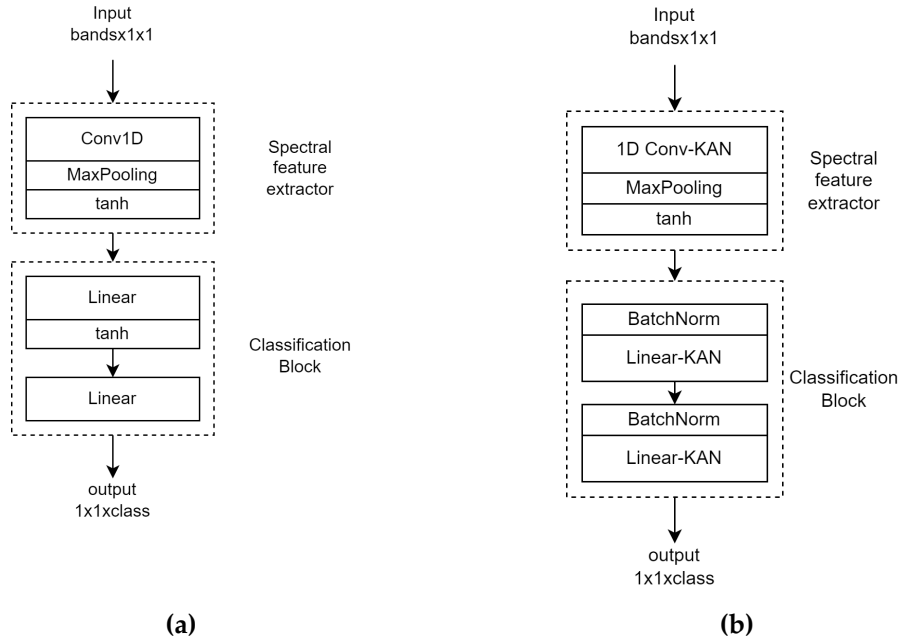 Input
bandsx1x1
Conv1D
MaxPooling
tanh
Spectral
feature
extractor
Linear
tanh
Linear
Classification
Block
output
1x1xclass
(a)
Input
bandsx1x1
1D Conv-KAN
MaxPooling
tanh
Spectral
feature
extractor
BatchNorm
Linear-KAN
BatchNorm
Linear-KAN
Classification
Block
output
1x1xclass
(b)